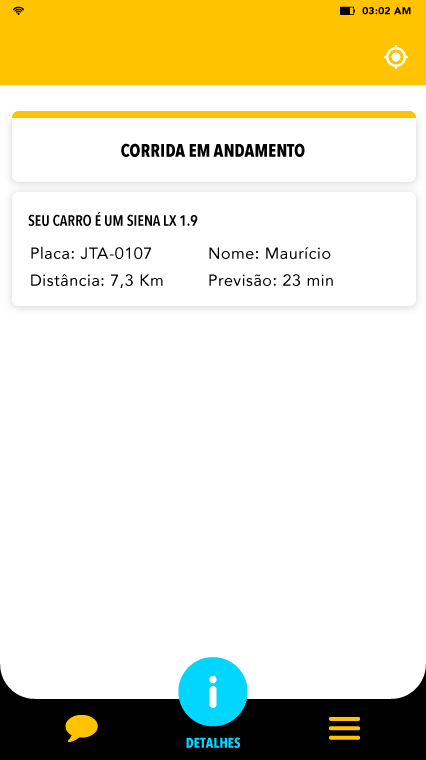 03:02 AM
CORRIDA EM ANDAMENTO
SEU CARRO É UM SIENA LX 1.9
Placa: JTA-0107 Nome: Maurício
Distância: 7,3 Km Previsão: 23 min
DETALHES